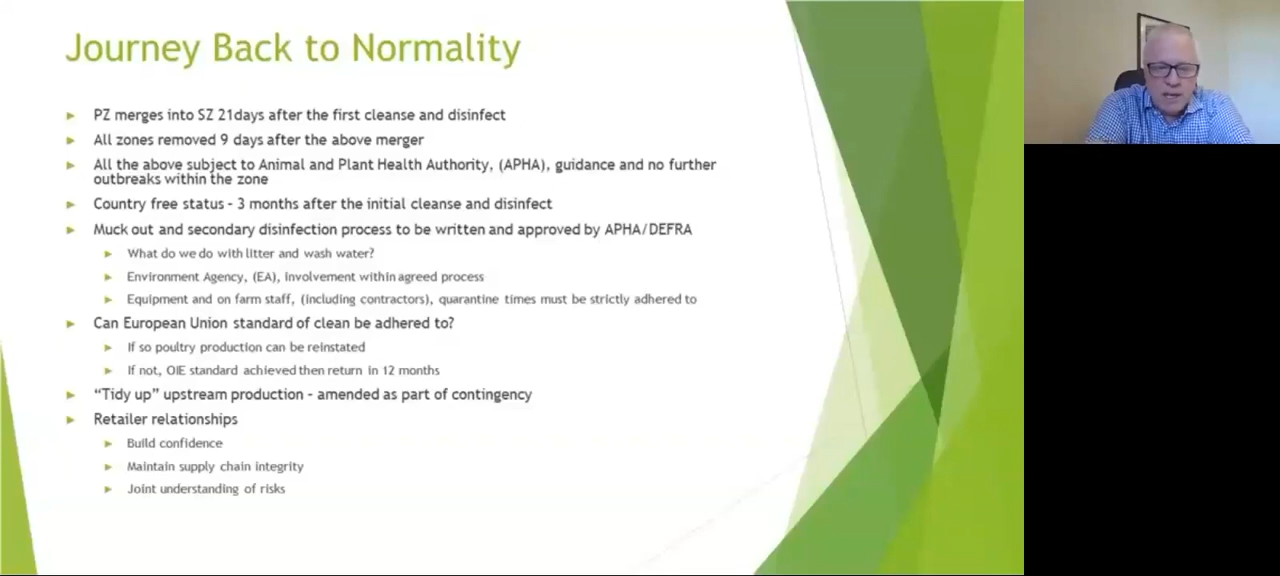 Journey Back to Normality
PZ merges into SZ 21days after the first cleanse and disinfect
All zones removed 9 days after the above merger
All the above subject to Animal and Plant Health Authority, (APHA), guidance and no further
outbreaks within the zone
Country free status - 3 months after the initial cleanse and disinfect
Muck out and secondary disinfection process to be written and approved by APHA/DEFRA
What do we do with litter and wash water?
Environment Agency, (EA), involvement within agreed process
Equipment and on farm staff, (including contractors), quarantine times must be strictly adhered to
Can European Union standard of clean be adhered to?
If so poultry production can be reinstated
If not, OIE standard achieved then return in 12 months
“Tidy up” upstream production - amended as part of contingency
Retailer relationships
Build confidence
Maintain supply chain integrity
Joint understanding of risks